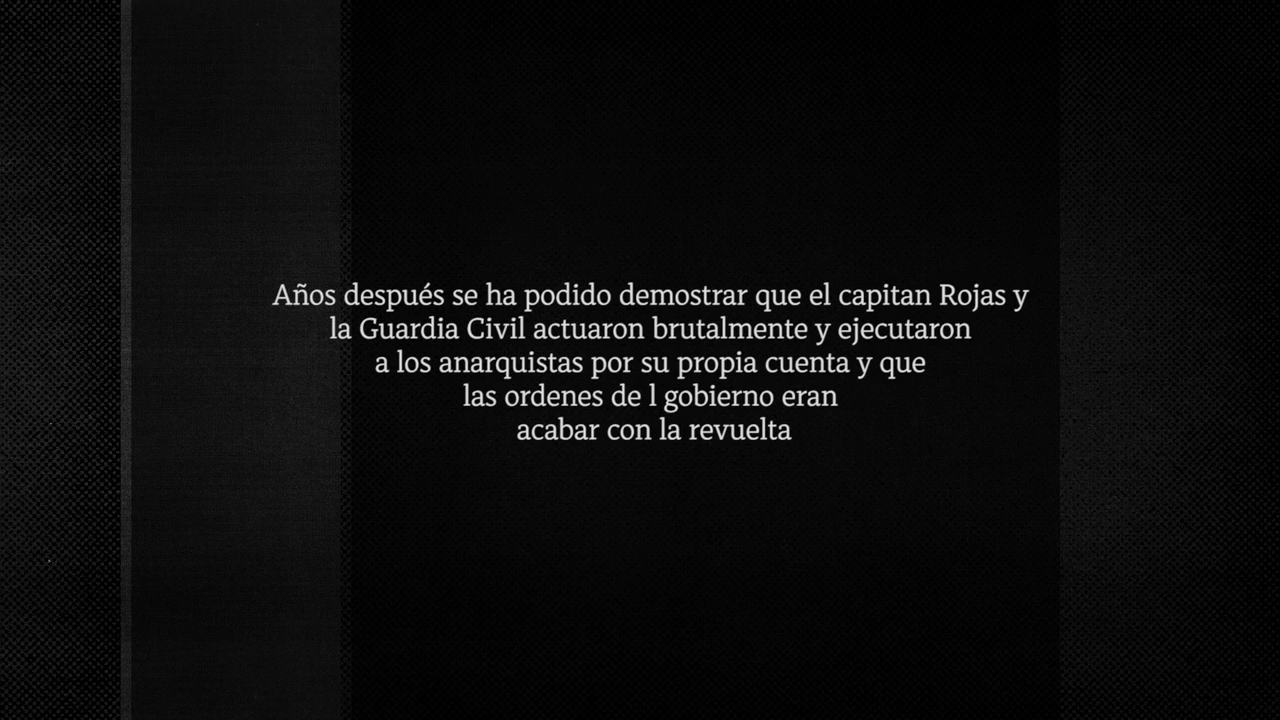 Años después se ha podido demostrar que el capitan Rojas y
la Guardia Civil actuaron brutalmente y ejecutaron
a los anarquistas por su propia cuenta y que
las ordenes de l gobierno eran
acabar con la revuelta